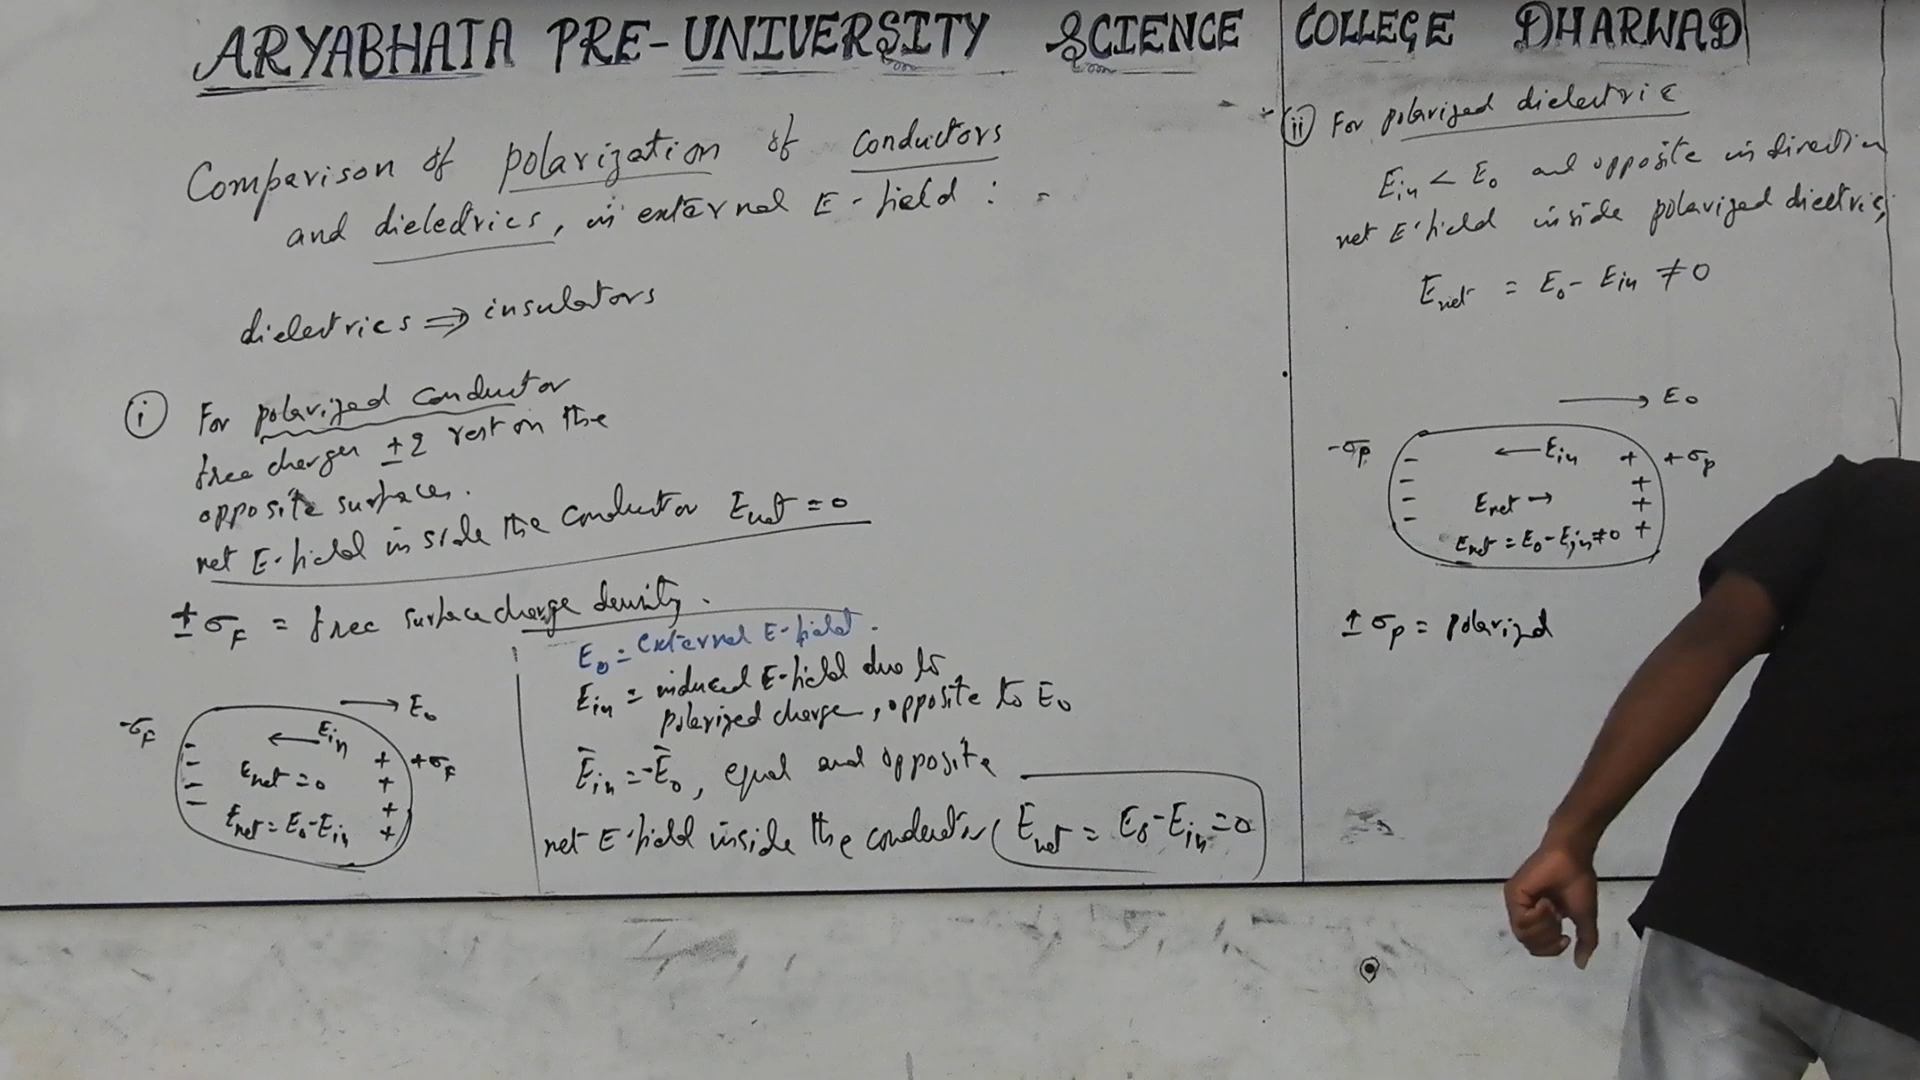 ARYABHATA PRE-UNIVERSITY SCIENCE COLLEGE DHARWAD
Comparison of polarization of conductors
and dielectrics, in external E-field :-
dielectrics ⇒ insulators
(i) For polarized conductor
free charges ±q rest on the
opposite surfaces.
net E-field inside the conductor Enet = 0
±σF = free surface charge density.
-σF
→ E0
← Ein
Enet = 0
Enet = E0 - Ein
- - - -
+ + + +
+σF
E0 = external E-field.
Ein = induced E-field due to
polarized charge, opposite to E0
Ēin = -Ē0, equal and opposite
net E-field inside the conductor Enet = E0 - Ein = 0
(ii) For polarized dielectric
Ein < E0 and opposite in direction
net E-field inside polarized dielectric,
Enet = E0 - Ein ≠ 0
→ E0
-σp
← Ein
+σp
Enet →
Enet = E0 - Ein ≠ 0
- - - -
+ + + +
±σp = polarized